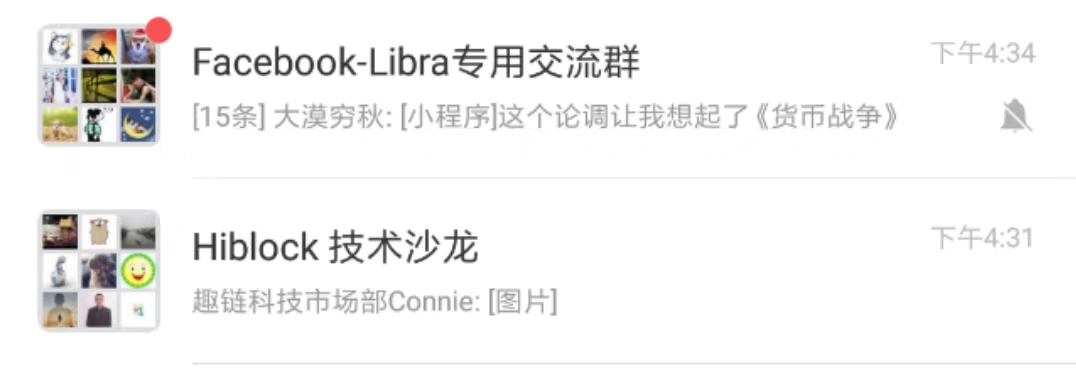 Facebook-Libra专用交流群
下午4:34
[15条] 大漠穷秋: [小程序]这个论调让我想起了《货币战争》
Hiblock 技术沙龙
下午4:31
趣链科技市场部Connie: [图片]